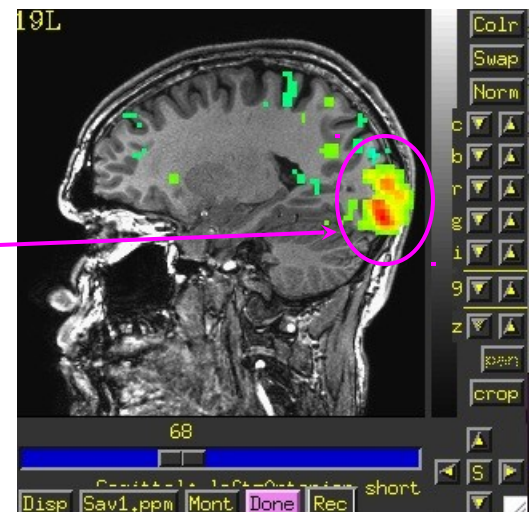 19L
Colr
Swap
Norm
c
b
r
g
i
9
z
pan
crop
68
short
S
Disp Sav1.ppm Mont Done Rec